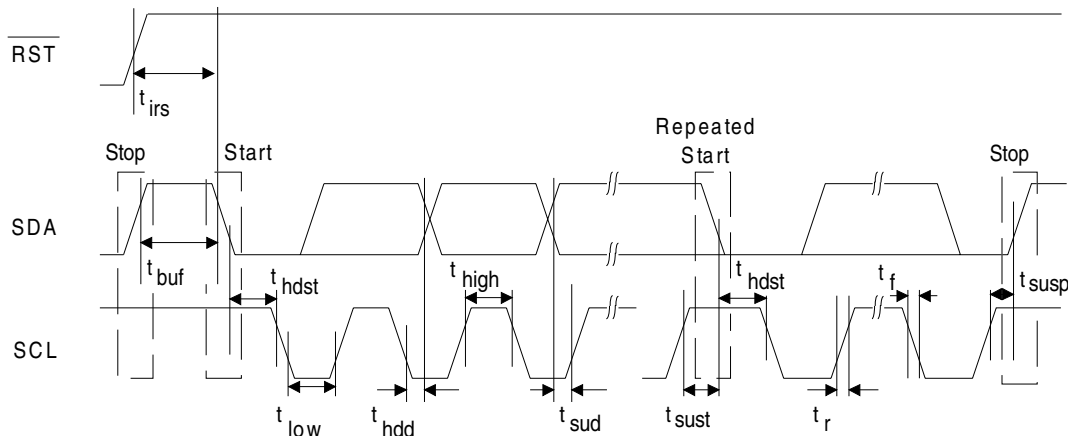 RST
t irs
Repeated
Stop Start Start Stop
SDA
t buf t hdst t high t hdst t f t susp
SCL
t low t hdd t sud t sust t r